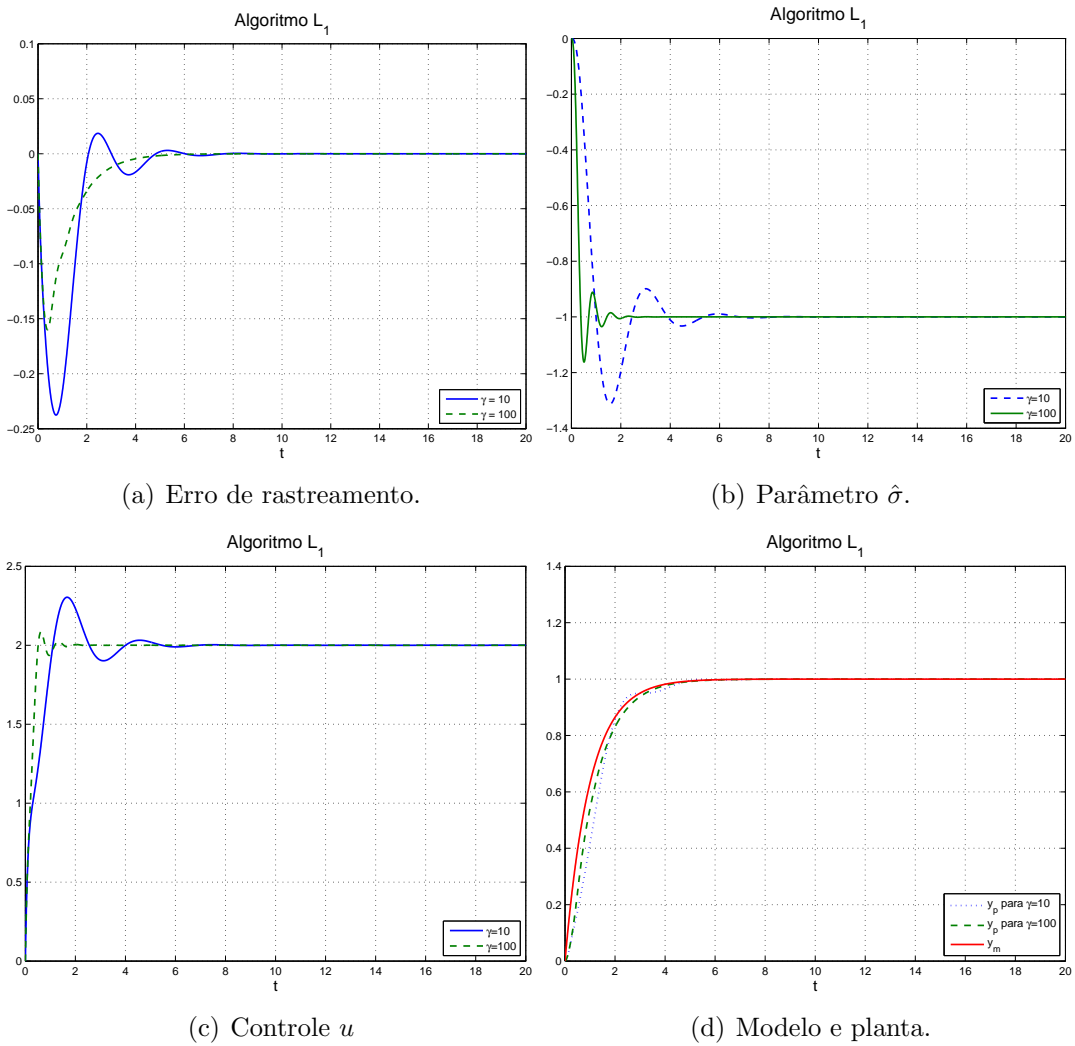 Algoritmo L1
0.1
0.05
0
−0.05
−0.1
−0.15
−0.2
−0.25
0 2 4 6 8 10 12 14 16 18 20
t
γ = 10
γ = 100
(a) Erro de rastreamento.
Algoritmo L1
0
−0.2
−0.4
−0.6
−0.8
−1
−1.2
−1.4
0 2 4 6 8 10 12 14 16 18 20
t
γ=10
γ=100
(b) Parâmetro σ̂.
Algoritmo L1
2.5
2
1.5
1
0.5
0
0 2 4 6 8 10 12 14 16 18 20
t
γ=10
γ=100
(c) Controle u
Algoritmo L1
1.4
1.2
1
0.8
0.6
0.4
0.2
0
0 2 4 6 8 10 12 14 16 18 20
t
yp para γ=10
yp para γ=100
ym
(d) Modelo e planta.